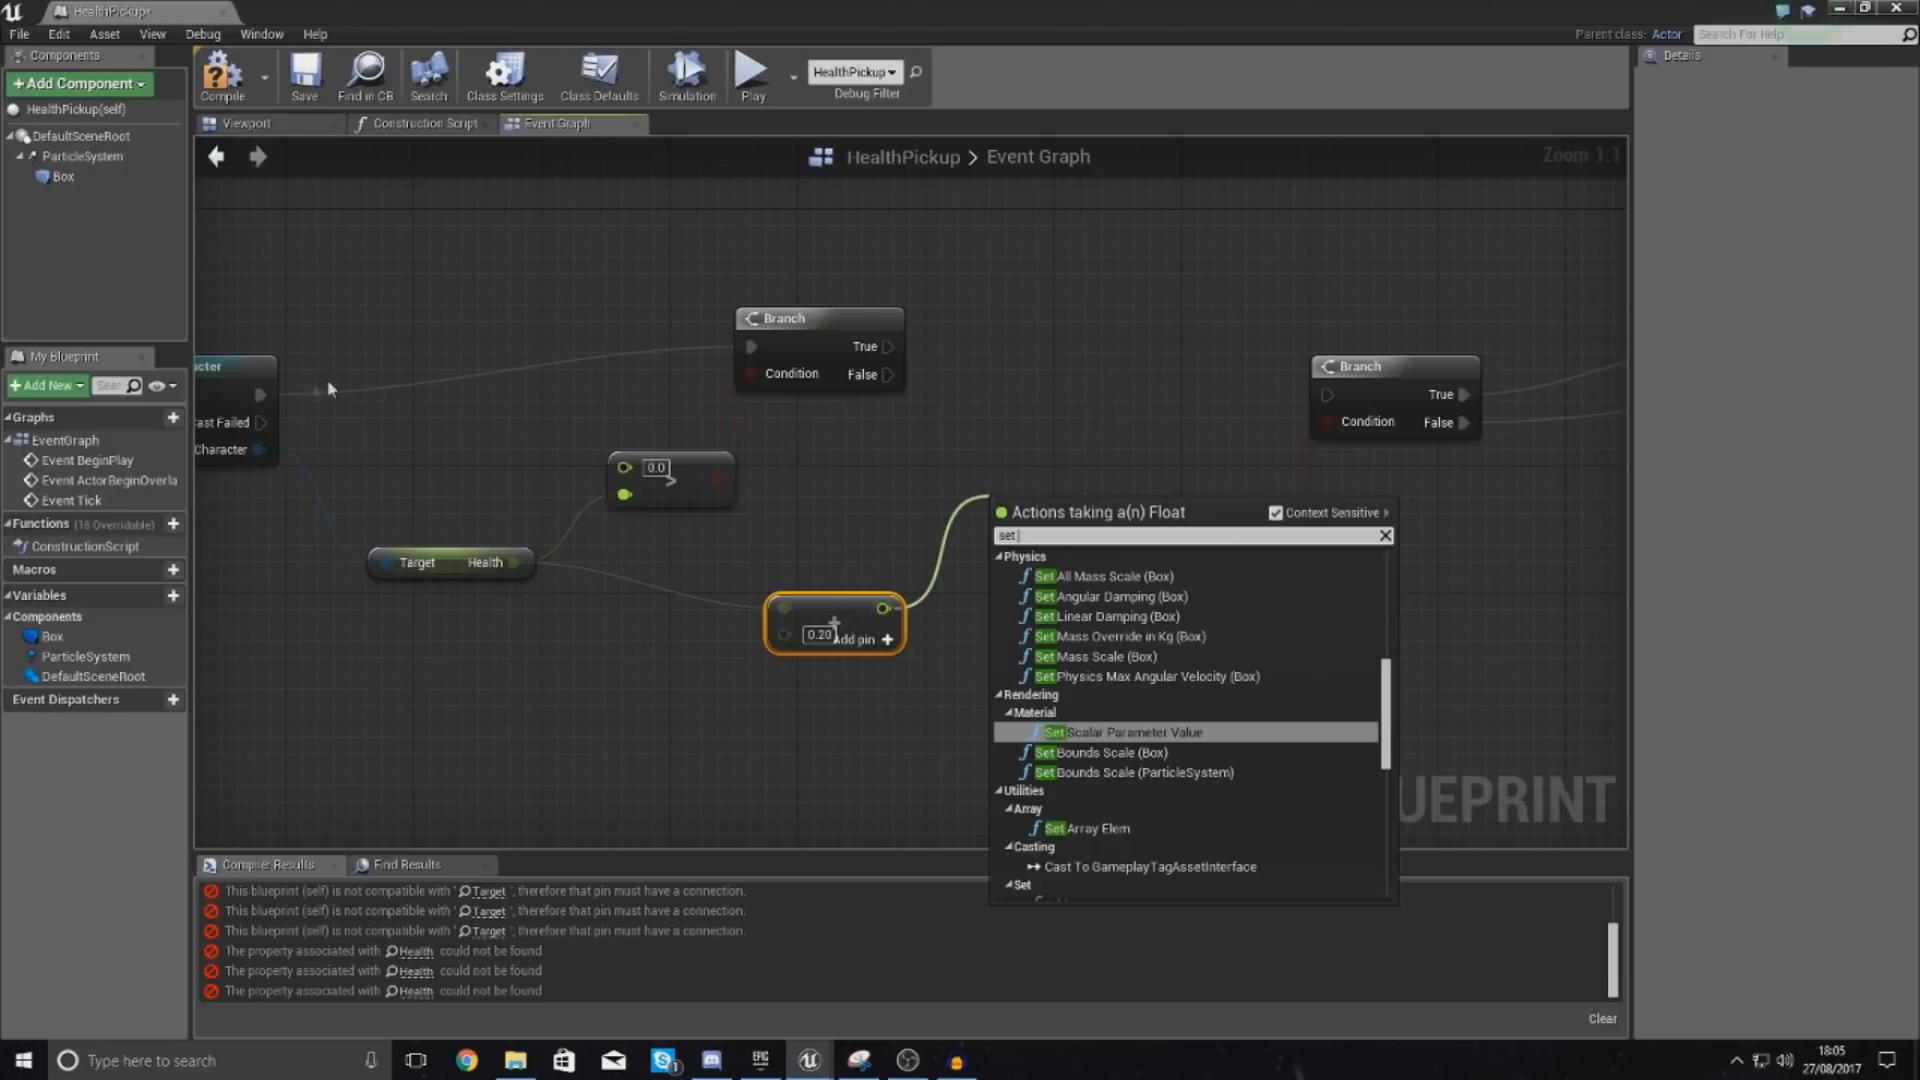 HealthPickup*
File Edit Asset View Debug Window Help
Parent class: Actor
Search For Help
Components
+Add Component
HealthPickup(self)
DefaultSceneRoot
ParticleSystem
Box
Compile
Save
Find in CB
Search
Class Settings
Class Defaults
Simulation
Play
HealthPickup
Debug Filter
Details
Viewport
Construction Script
Event Graph
HealthPickup > Event Graph
Zoom 1:1
My Blueprint
+Add New
Sear
Graphs
EventGraph
Event BeginPlay
Event ActorBeginOverla
Event Tick
Functions (18 Overridable)
ConstructionScript
Macros
Variables
Components
Box
ParticleSystem
DefaultSceneRoot
Event Dispatchers
acter
ast Failed
Character
Branch
True
Condition
False
0.0
>
Target Health
+
0.20
Add pin +
Branch
True
Condition
False
Actions taking a(n) Float
Context Sensitive
set
Physics
Set All Mass Scale (Box)
Set Angular Damping (Box)
Set Linear Damping (Box)
Set Mass Override in Kg (Box)
Set Mass Scale (Box)
Set Physics Max Angular Velocity (Box)
Rendering
Material
Set Scalar Parameter Value
Set Bounds Scale (Box)
Set Bounds Scale (ParticleSystem)
Utilities
Array
Set Array Elem
Casting
Cast To GameplayTagAssetInterface
Set
UEPRINT
Compiler Results
Find Results
This blueprint (self) is not compatible with ' Target ', therefore that pin must have a connection.
This blueprint (self) is not compatible with ' Target ', therefore that pin must have a connection.
This blueprint (self) is not compatible with ' Target ', therefore that pin must have a connection.
The property associated with Health could not be found
The property associated with Health could not be found
The property associated with Health could not be found
Clear
Type here to search
EPIC
1
18:05
27/08/2017